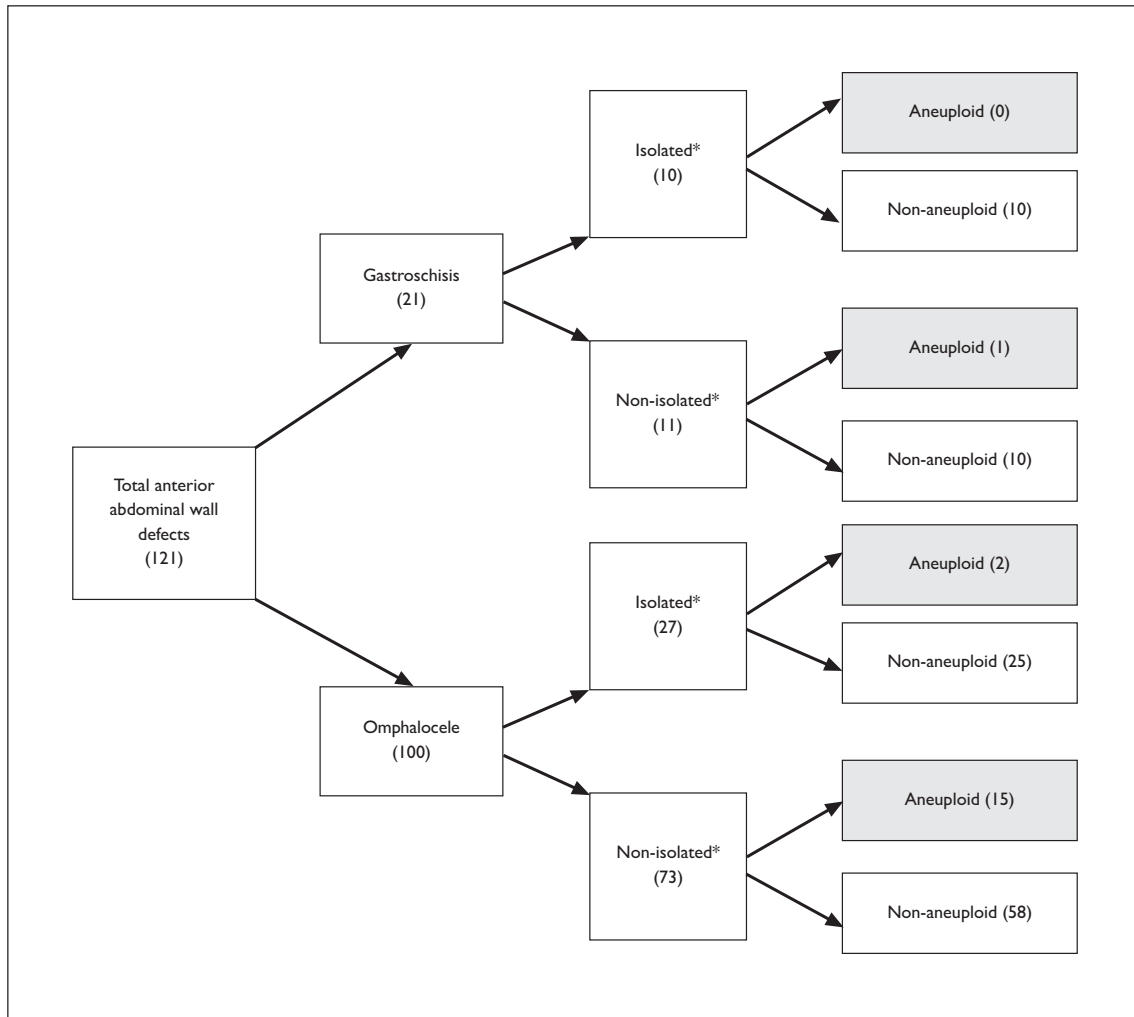 Total anterior
abdominal wall
defects
(121)
Gastroschisis
(21)
Omphalocele
(100)
Isolated*
(10)
Non-isolated*
(11)
Isolated*
(27)
Non-isolated*
(73)
Aneuploid (0)
Non-aneuploid (10)
Aneuploid (1)
Non-aneuploid (10)
Aneuploid (2)
Non-aneuploid (25)
Aneuploid (15)
Non-aneuploid (58)